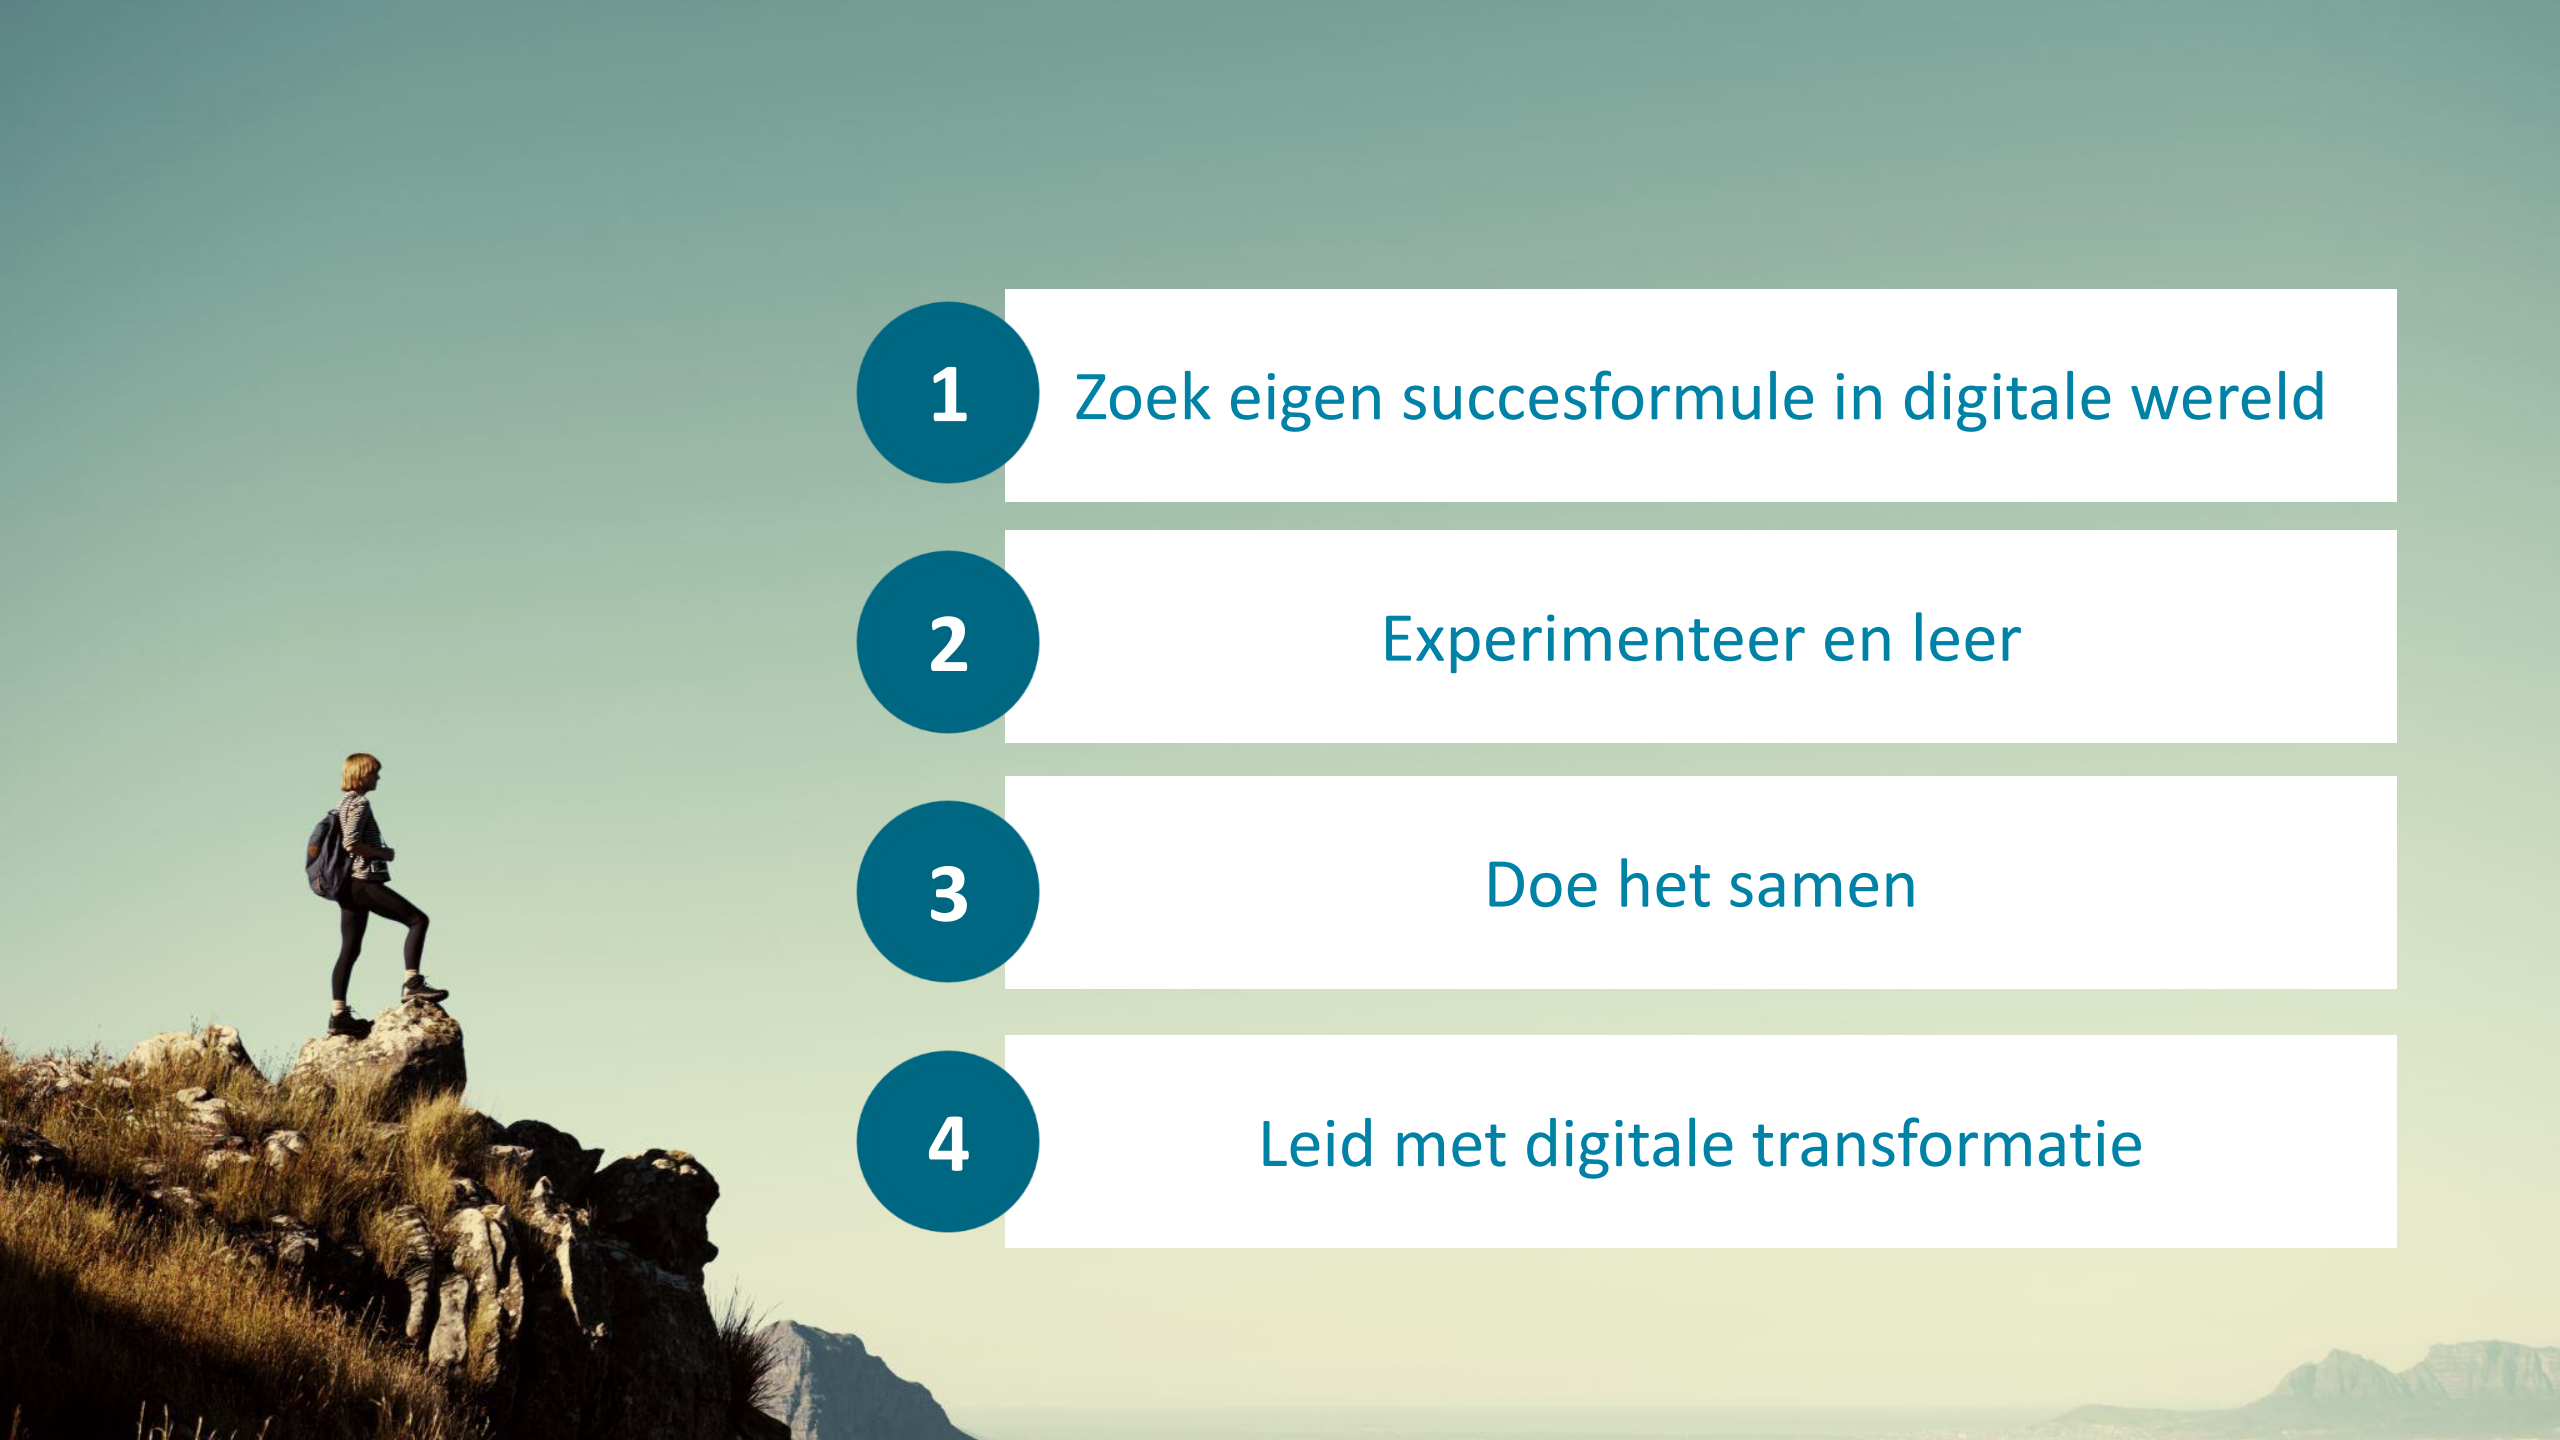 1
Zoek eigen succesformule in digitale wereld
2
Experimenteer en leer
3
Doe het samen
4
Leid met digitale transformatie